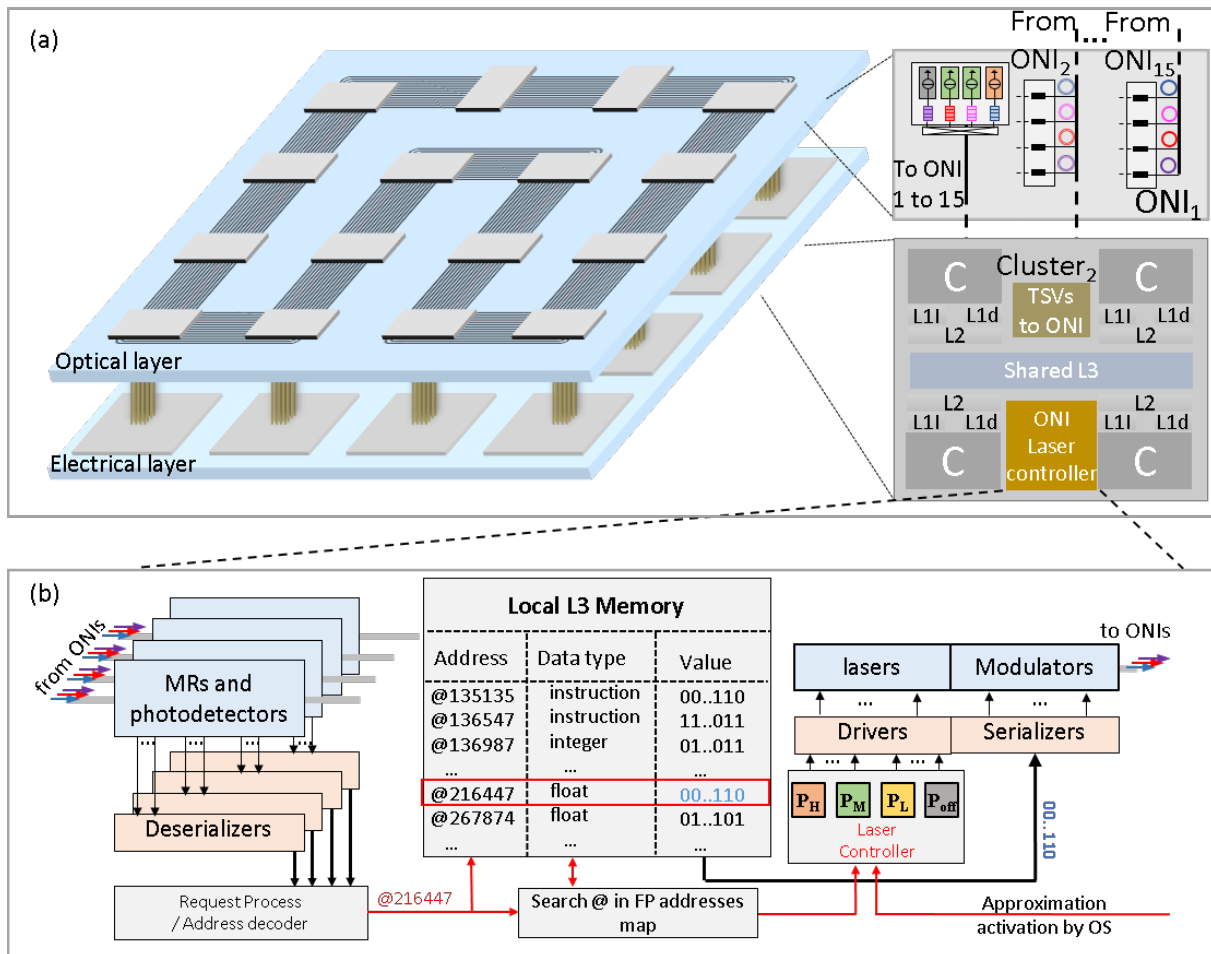 (a)
From
...From
ONI2
ONI15
To ONI
1 to 15
ONI1
Optical layer
Electrical layer
C
Cluster2
C
TSVs
to ONI
L1I
L1d
L2
L1I
L1d
L2
Shared L3
L2
L1I
L1d
L2
L1I
L1d
ONI
Laser
controller
C
C
(b)
from ONIs
MRs and
photodetectors
...
...
...
Deserializers
Request Process
/ Address decoder
@216447
Local L3 Memory
Address
Data type
Value
@135135
instruction
00..110
@136547
instruction
11..011
@136987
integer
01..011
...
...
...
@216447
float
00..110
@267874
float
01..101
...
...
...
Search @ in FP addresses
map
to ONIs
lasers
Modulators
...
...
Drivers
Serializers
...
...
PH
PM
PL
Poff
Laser
Controller
00..110
Approximation
activation by OS